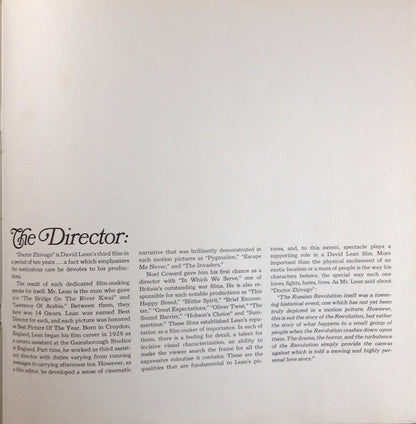 The Director:
"Doctor Zhivago" is David Lean's third film in
a period of ten years . . . a fact which emphasizes
the meticulous care he devotes to his produc-
tions.
The result of such dedicated film-making
speaks for itself. Mr. Lean is the man who gave
you "The Bridge On The River Kwai" and
"Lawrence Of Arabia." Between them, they
have won 14 Oscars. Lean was named Best
Director for each, and each picture was honored
as Best Picture Of The Year. Born in Croydon,
England, Lean began his film career in 1928 as
a camera assistant at the Gainsborough Studios
in England. Part time, he worked as third assist-
ant director with duties varying from running
messages to carrying afternoon tea. However, as
a film editor, he developed a sense of cinematic
narrative that was brilliantly demonstrated in
such motion pictures as "Pygmalion," "Escape
Me Never," and "The Invaders."
Noel Coward gave him his first chance as a
director with "In Which We Serve," one of
Britain's outstanding war films. He is also re-
sponsible for such notable productions as "This
Happy Breed," "Blithe Spirit," "Brief Encoun-
ter," "Great Expectations," "Oliver Twist," "The
Sound Barrier," "Hobson's Choice" and "Sum-
mertime." These films established Lean's repu-
tation as a film-maker of importance. In each of
them, there is a feeling for detail, a talent for
incisive visual characterization, an ability to
make the viewer search the frame for all the
expressive minutiae it contains. These are the
qualities that are fundamental to Lean's pic-
tures, and, to this extent, spectacle plays a
supporting role in a David Lean film. More
important than the physical excitement of an
exotic location or a mass of people is the way his
characters behave, the special way each one
loves, fights, hates, lives. As Mr. Lean said about
"Doctor Zhivago":
"The Russian Revolution itself was a tower-
ing historical event, one which has not yet been
truly depicted in a motion picture. However,
this is not the story of the Revolution, but rather
the story of what happens to a small group of
people when the Revolution crashes down upon
them. The drama, the horror, and the turbulence
of the Revolution simply provide the canvas
against which is told a moving and highly per-
sonal love story."